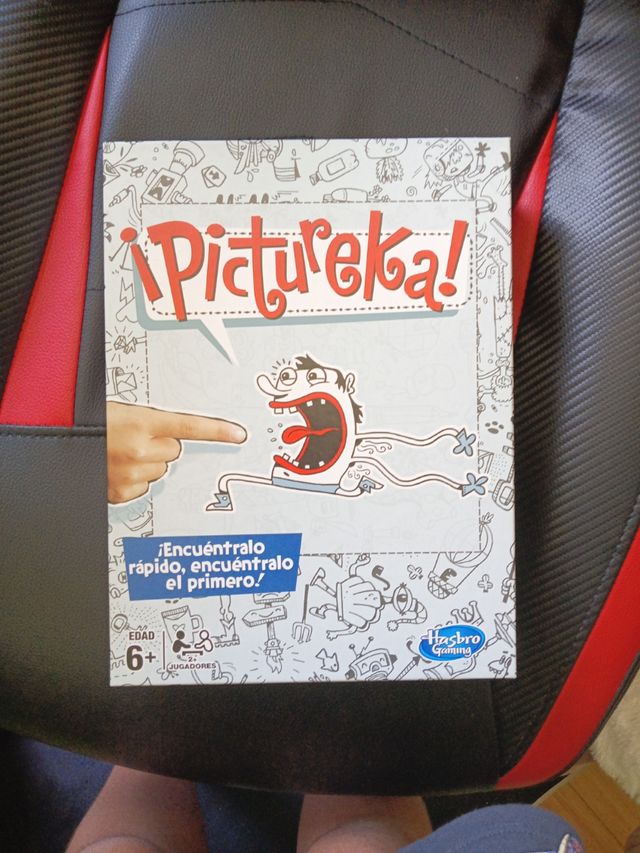 ¡Pictureka!
¡Encuéntralo
rápido, encuéntralo
el primero!
EDAD
6+
2+
JUGADORES
Hasbro
Gaming